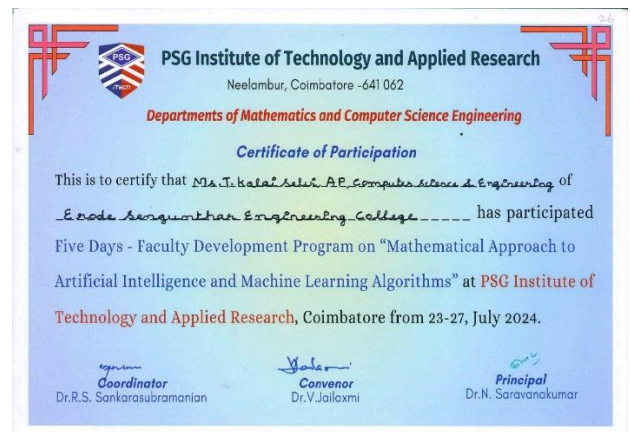 26
PSG
iTech
PSG Institute of Technology and Applied Research
Neelambur, Coimbatore -641 062
Departments of Mathematics and Computer Science Engineering
Certificate of Participation
This is to certify that Ms. T. Kalai Selvi, AP, Computer Science & Engineering of
Erode Sengunthar Engineering College has participated
Five Days - Faculty Development Program on “Mathematical Approach to
Artificial Intelligence and Machine Learning Algorithms” at PSG Institute of
Technology and Applied Research, Coimbatore from 23-27, July 2024.
Coordinator
Dr.R.S. Sankarasubramanian
Convenor
Dr.V.Jailaxmi
Principal
Dr.N. Saravanakumar